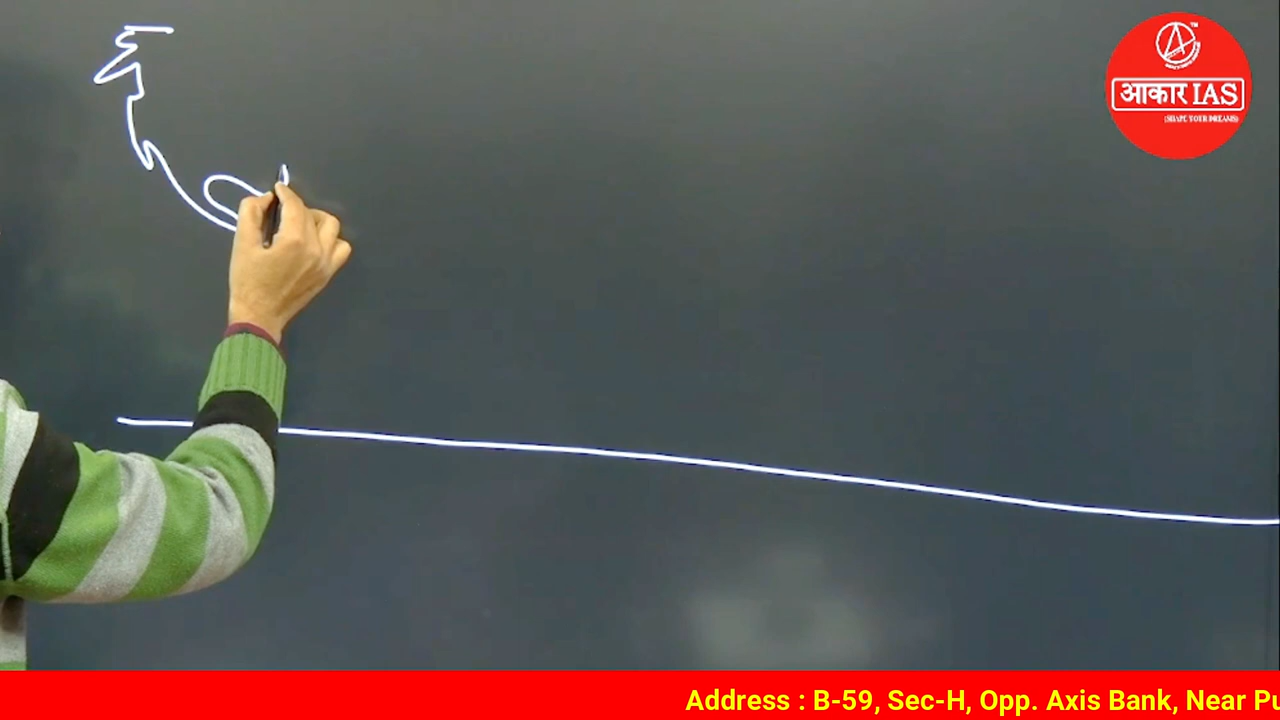 आकार IAS
(SHAPE YOUR DREAMS)
Address : B-59, Sec-H, Opp. Axis Bank, Near Pu